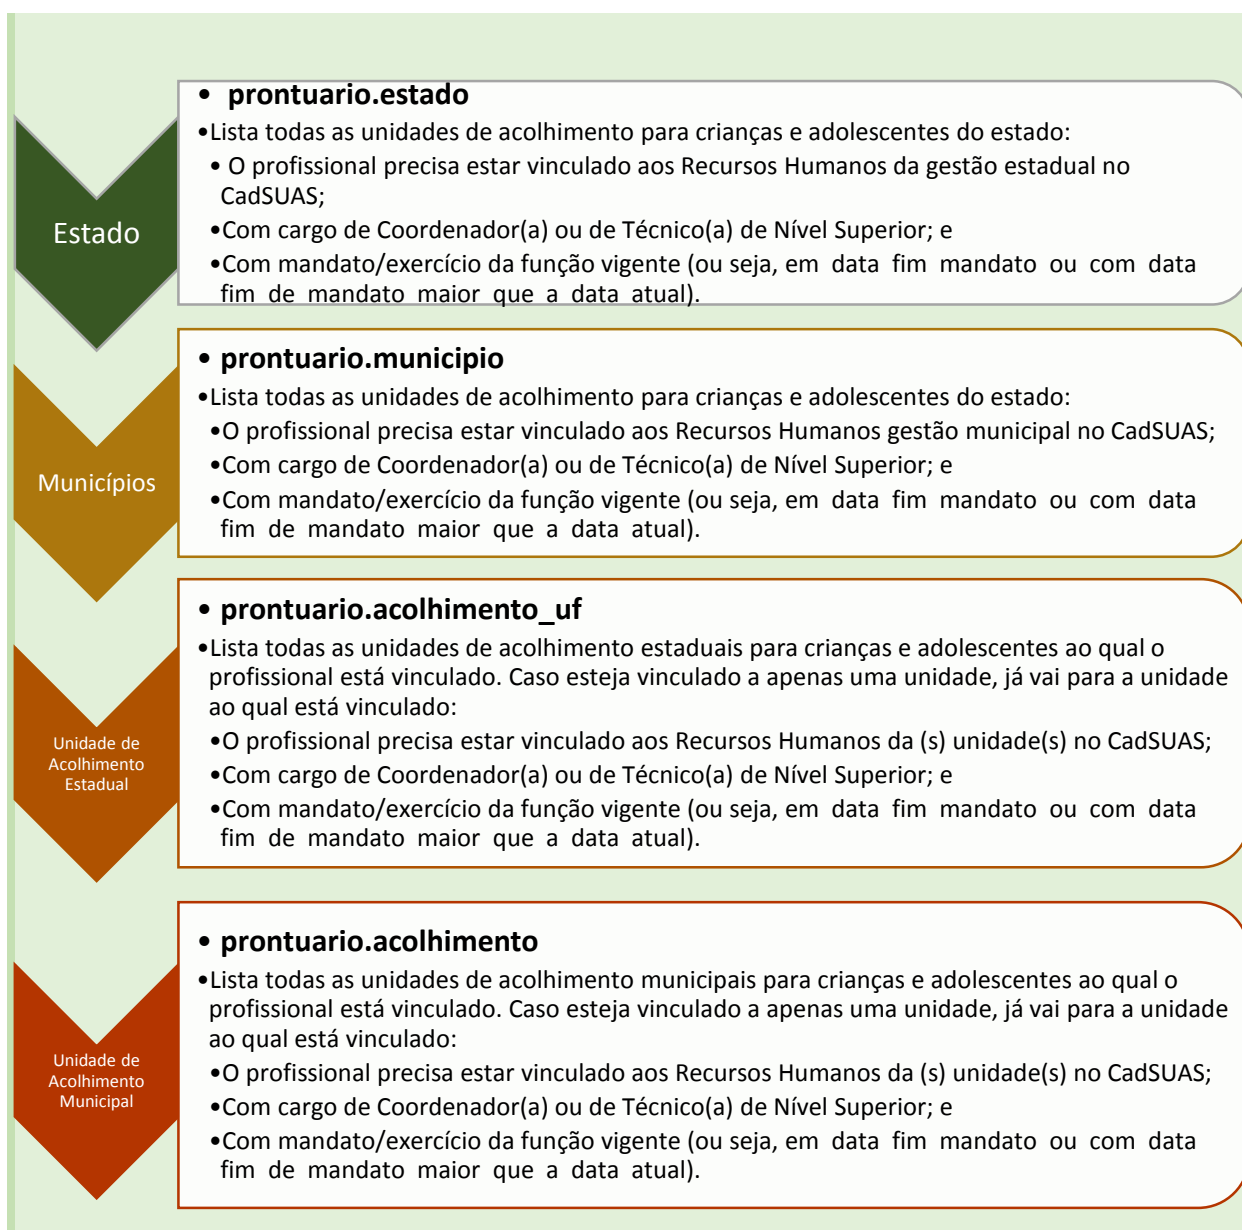 Estado
• prontuario.estado
•Lista todas as unidades de acolhimento para crianças e adolescentes do estado:
• O profissional precisa estar vinculado aos Recursos Humanos da gestão estadual no
CadSUAS;
•Com cargo de Coordenador(a) ou de Técnico(a) de Nível Superior; e
•Com mandato/exercício da função vigente (ou seja, em data fim mandato ou com data
fim de mandato maior que a data atual).
Municípios
• prontuario.municipio
•Lista todas as unidades de acolhimento para crianças e adolescentes do estado:
•O profissional precisa estar vinculado aos Recursos Humanos gestão municipal no CadSUAS;
•Com cargo de Coordenador(a) ou de Técnico(a) de Nível Superior; e
•Com mandato/exercício da função vigente (ou seja, em data fim mandato ou com data
fim de mandato maior que a data atual).
Unidade de
Acolhimento
Estadual
• prontuario.acolhimento_uf
•Lista todas as unidades de acolhimento estaduais para crianças e adolescentes ao qual o
profissional está vinculado. Caso esteja vinculado a apenas uma unidade, já vai para a unidade
ao qual está vinculado:
•O profissional precisa estar vinculado aos Recursos Humanos da (s) unidade(s) no CadSUAS;
•Com cargo de Coordenador(a) ou de Técnico(a) de Nível Superior; e
•Com mandato/exercício da função vigente (ou seja, em data fim mandato ou com data
fim de mandato maior que a data atual).
Unidade de
Acolhimento
Municipal
• prontuario.acolhimento
•Lista todas as unidades de acolhimento municipais para crianças e adolescentes ao qual o
profissional está vinculado. Caso esteja vinculado a apenas uma unidade, já vai para a unidade
ao qual está vinculado:
•O profissional precisa estar vinculado aos Recursos Humanos da (s) unidade(s) no CadSUAS;
•Com cargo de Coordenador(a) ou de Técnico(a) de Nível Superior; e
•Com mandato/exercício da função vigente (ou seja, em data fim mandato ou com data
fim de mandato maior que a data atual).